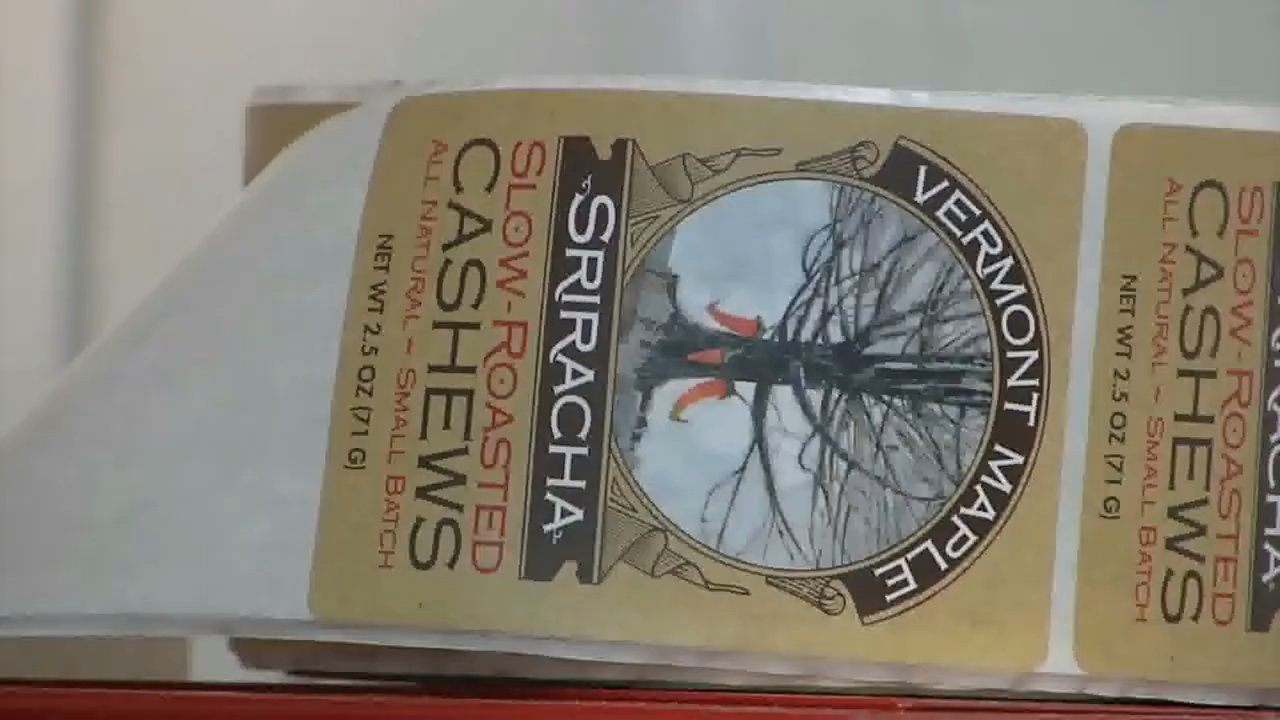 VERMONT MAPLE
SRIRACHA
SLOW-ROASTED
CASHEWS
ALL NATURAL ~ SMALL BATCH
NET WT 2.5 OZ (71 G)
RACHA
SLOW-ROASTED
CASHEWS
ALL NATURAL ~ SMALL BATCH
NET WT 2.5 OZ (71 G)